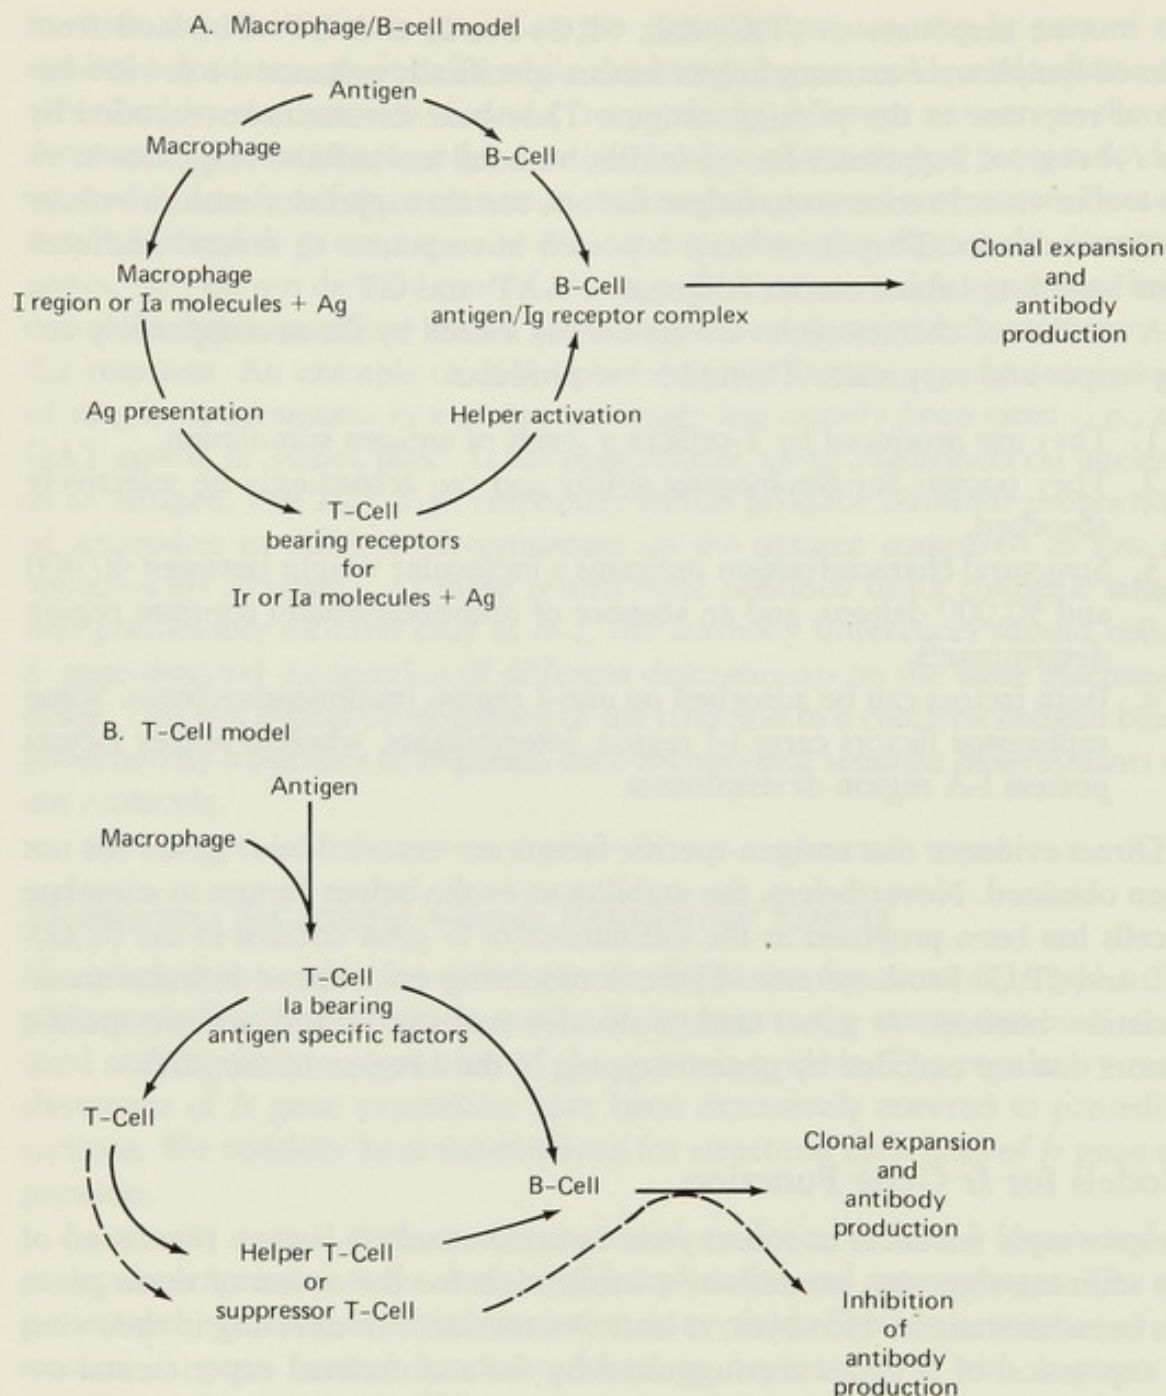 A. Macrophage/B-cell model
Antigen
Macrophage
B-Cell
Macrophage
I region or Ia molecules + Ag
B-Cell
antigen/Ig receptor complex
Clonal expansion
and
antibody
production
Ag presentation
Helper activation
T-Cell
bearing receptors
for
Ir or Ia molecules + Ag
B. T-Cell model
Antigen
Macrophage
T-Cell
Ia bearing
antigen specific factors
T-Cell
B-Cell
Clonal expansion
and
antibody
production
Helper T-Cell
or
suppressor T-Cell
Inhibition
of
antibody
production